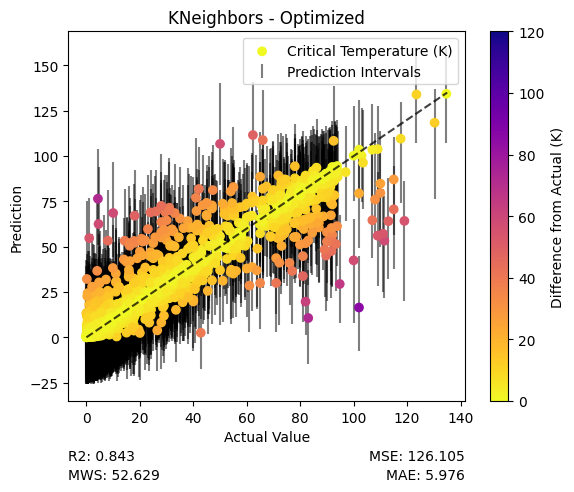 KNeighbors - Optimized
Critical Temperature (K)
Prediction Intervals
Prediction
150
125
100
75
50
25
0
−25
0
20
40
60
80
100
120
140
Actual Value
120
100
80
60
40
20
0
Difference from Actual (K)
R2: 0.843
MSE: 126.105
MWS: 52.629
MAE: 5.976